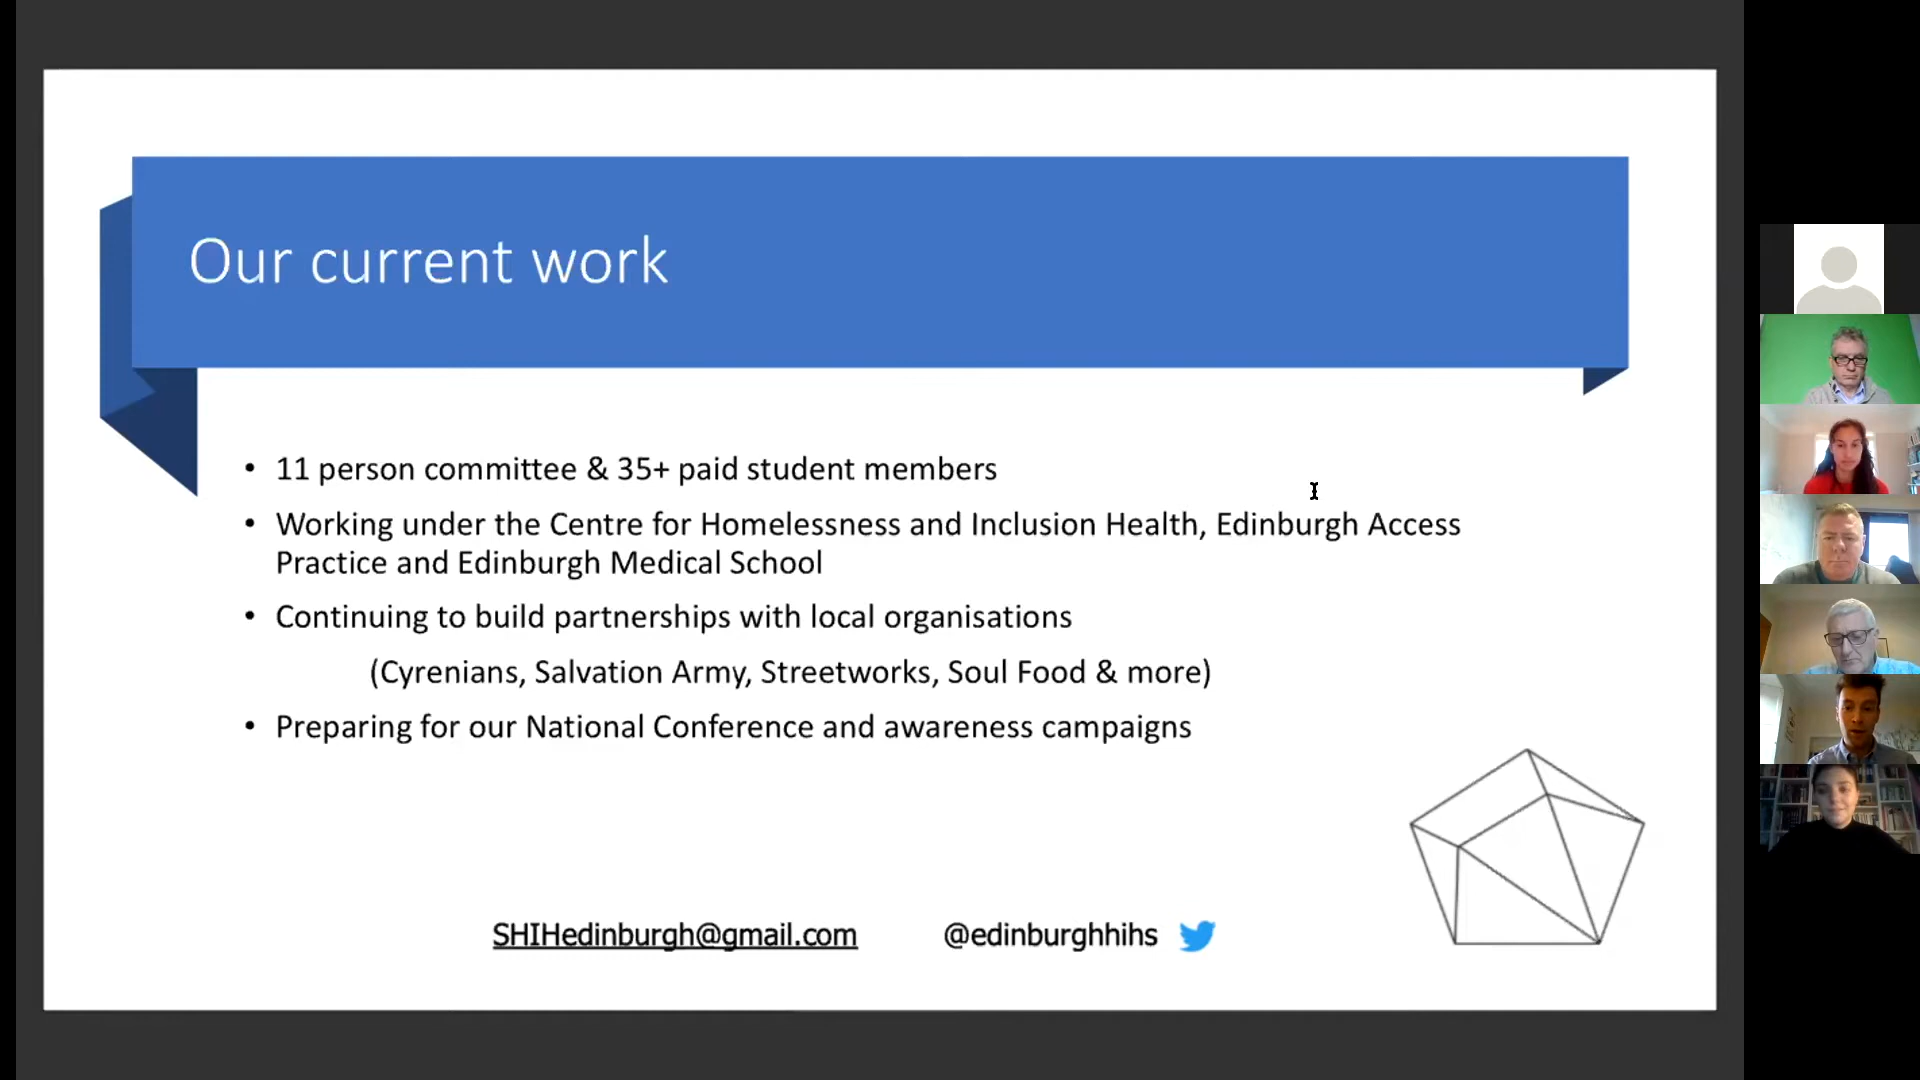 Our current work
• 11 person committee & 35+ paid student members
• Working under the Centre for Homelessness and Inclusion Health, Edinburgh Access
Practice and Edinburgh Medical School
• Continuing to build partnerships with local organisations
(Cyrenians, Salvation Army, Streetworks, Soul Food & more)
• Preparing for our National Conference and awareness campaigns
SHIHedinburgh@gmail.com @edinburghhihs